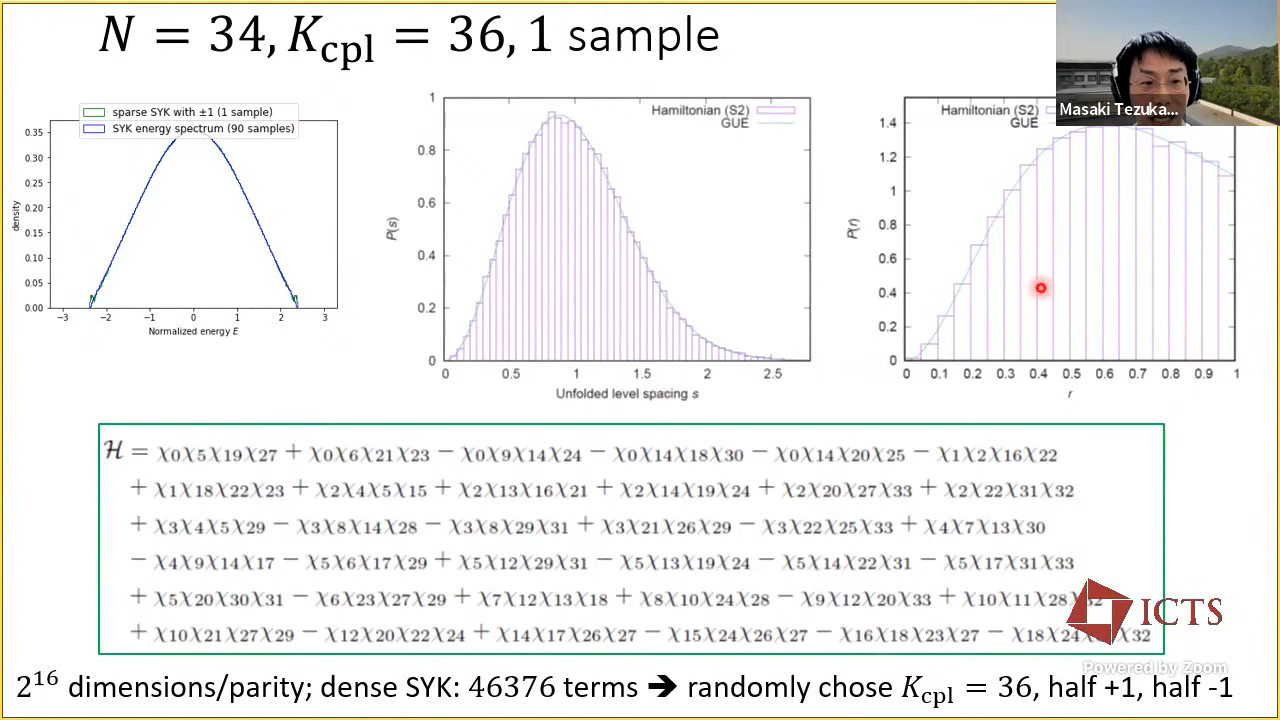 N = 34, K_cpl = 36, 1 sample
Masaki Tezuka...
sparse SYK with ±1 (1 sample)
SYK energy spectrum (90 samples)
density
0.35
0.30
0.25
0.20
0.15
0.10
0.05
0.00
−3 −2 −1 0 1 2 3
Normalized energy E
Hamiltonian (S2)
GUE
P(s)
1
0.8
0.6
0.4
0.2
0
0 0.5 1 1.5 2 2.5
Unfolded level spacing s
Hamiltonian (S2)
GUE
P(r)
1.4
1.2
1
0.8
0.6
0.4
0.2
0
0 0.1 0.2 0.3 0.4 0.5 0.6 0.7 0.8 0.9 1
r
ℋ = χ0χ5χ19χ27 + χ0χ6χ21χ23 − χ0χ9χ14χ24 − χ0χ14χ18χ30 − χ0χ14χ20χ25 − χ1χ2χ16χ22
+ χ1χ18χ22χ23 + χ2χ4χ5χ15 + χ2χ13χ16χ21 + χ2χ14χ19χ24 + χ2χ20χ27χ33 + χ2χ22χ31χ32
+ χ3χ4χ5χ29 − χ3χ8χ14χ28 − χ3χ8χ29χ31 + χ3χ21χ26χ29 − χ3χ22χ25χ33 + χ4χ7χ13χ30
− χ4χ9χ14χ17 − χ5χ6χ17χ29 + χ5χ12χ29χ31 − χ5χ13χ19χ24 − χ5χ14χ22χ31 − χ5χ17χ31χ33
+ χ5χ20χ30χ31 − χ6χ23χ27χ29 + χ7χ12χ13χ18 + χ8χ10χ24χ28 − χ9χ12χ20χ33 + χ10χ11χ28 32
+ χ10χ21χ27χ29 − χ12χ20χ22χ24 + χ14χ17χ26χ27 − χ15χ24χ26χ27 − χ16χ18χ23χ27 − χ18χ24 32
ICTS
Powered by Zoom
2^16 dimensions/parity; dense SYK: 46376 terms ➔ randomly chose K_cpl = 36, half +1, half -1